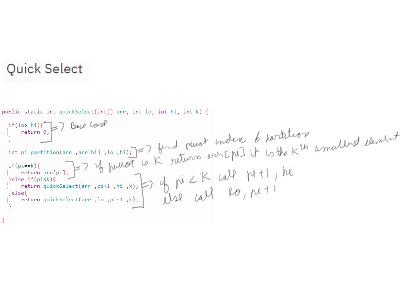 Quick Select
public static int quickSelect(int[] arr, int lo, int hi, int k) {
if(lo> hi){ => Base Case
return 0;
}
int pi partition(arr ,arr[hi] ,lo ,hi); => find pivot index & partition
if(pi==k){ => if pivot is K return arr[pi] it is the Kth smallest element
return arr[pi];
}else if(pi<k){ => if pi < K call pi+1, hi
return quickSelect(arr ,pi+1 ,hi ,k); else call lo, pi+1
}else{
return quickSelect(arr ,lo ,pi-1 ,k);
}
}